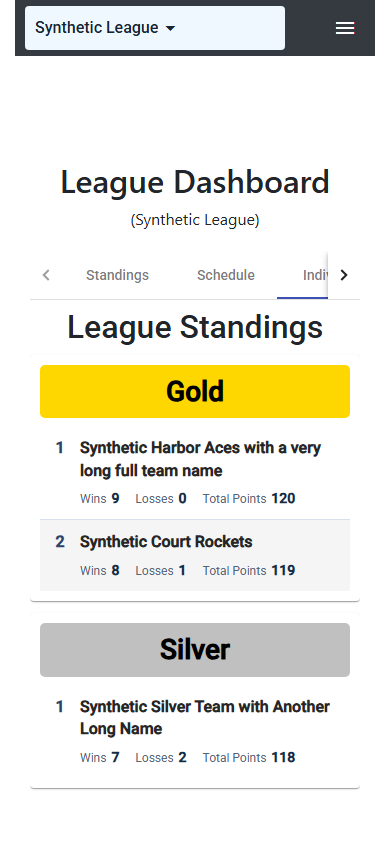 Synthetic League
League Dashboard
(Synthetic League)
Standings Schedule
League Standings
Gold
1 Synthetic Harbor Aces with a very
long full team name
Wins 9 Losses 0 Total Points 120
2 Synthetic Court Rockets
Wins 8 Losses 1 Total Points 119
Silver
1 Synthetic Silver Team with Another
Long Name
Wins 7 Losses 2 Total Points 118